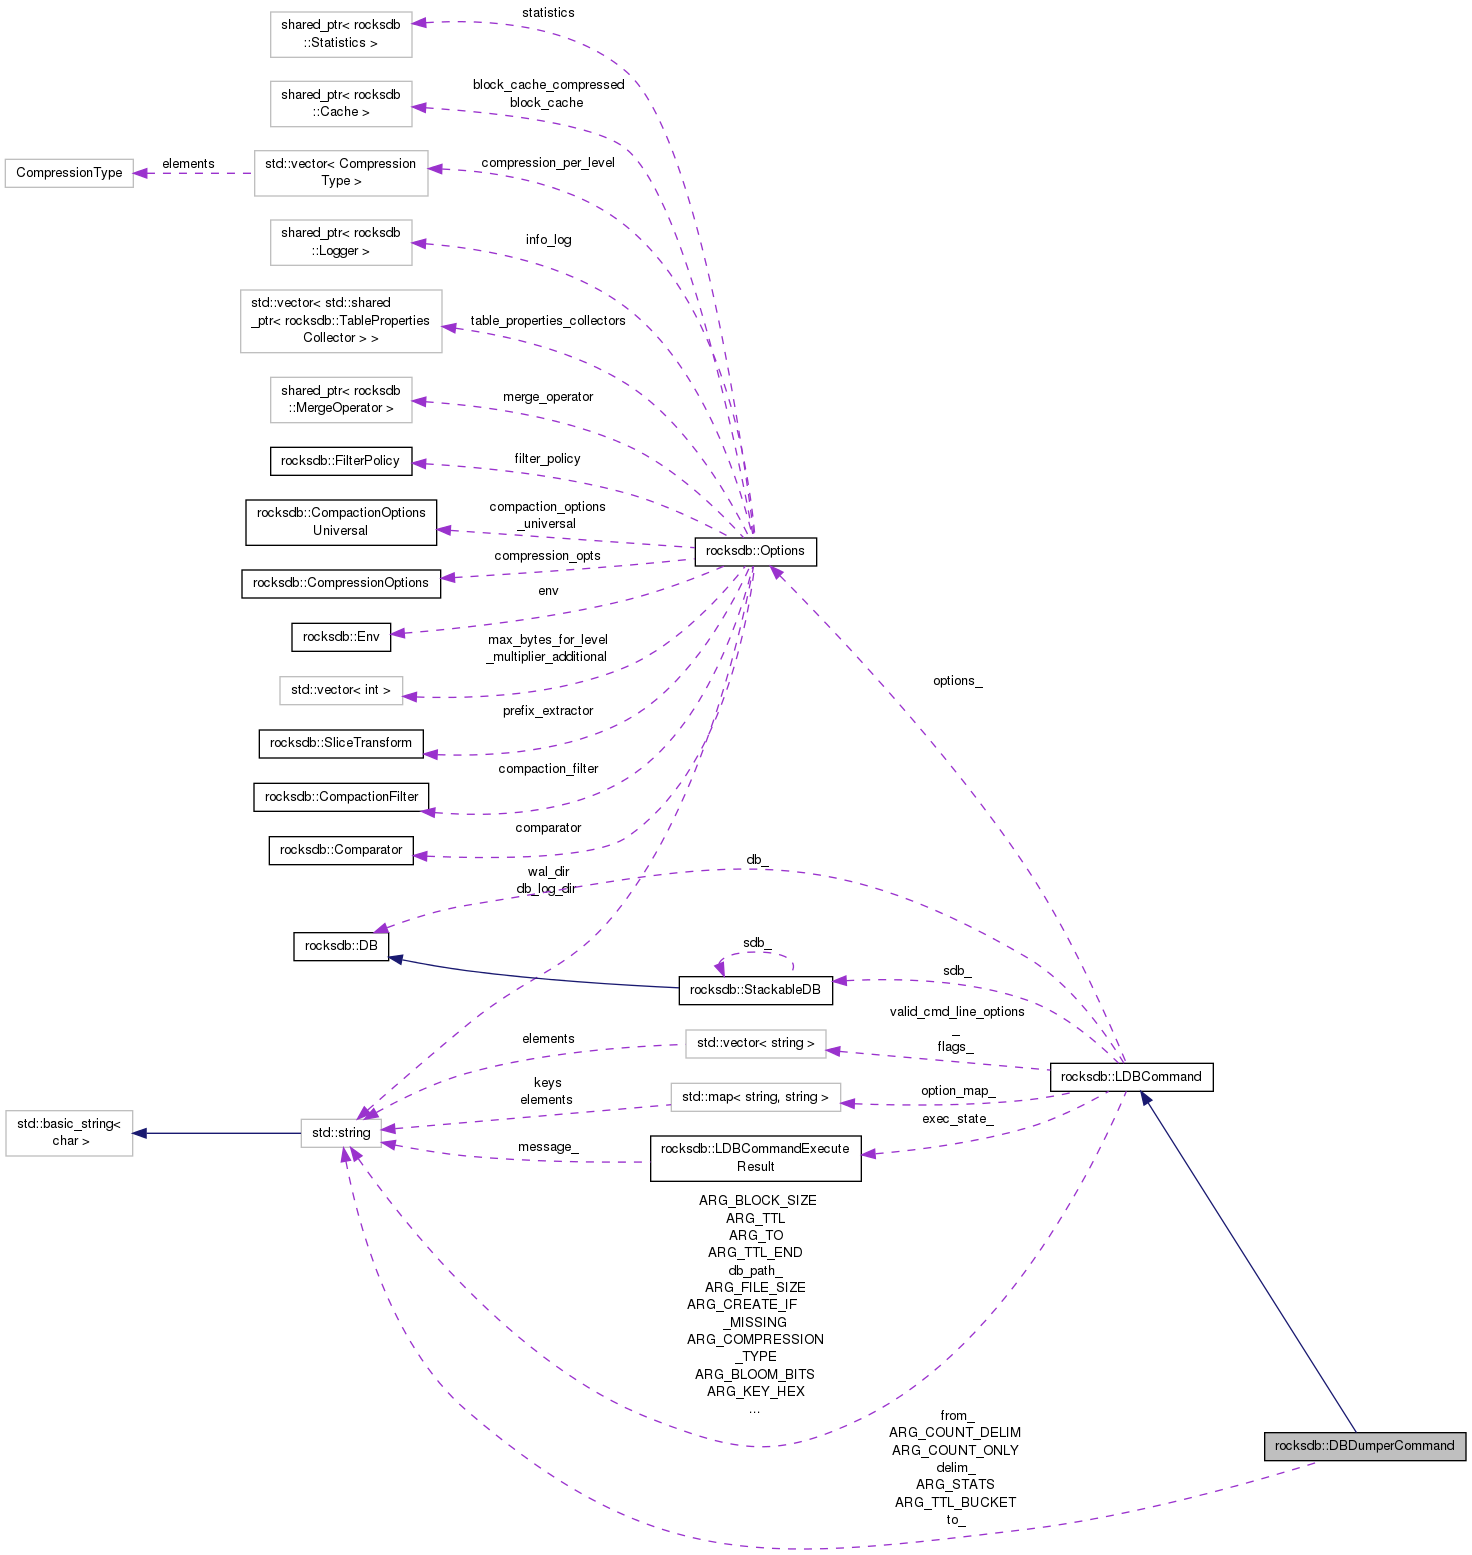 statistics
shared_ptr< rocksdb
::Statistics >
block_cache_compressed
block_cache
shared_ptr< rocksdb
::Cache >
CompressionType
elements
std::vector< Compression
Type >
compression_per_level
shared_ptr< rocksdb
::Logger >
info_log
std::vector< std::shared
_ptr< rocksdb::TableProperties
Collector > >
table_properties_collectors
shared_ptr< rocksdb
::MergeOperator >
merge_operator
rocksdb::FilterPolicy
filter_policy
rocksdb::CompactionOptions
Universal
compaction_options
_universal
rocksdb::Options
rocksdb::CompressionOptions
compression_opts
rocksdb::Env
env
max_bytes_for_level
_multiplier_additional
std::vector< int >
options_
rocksdb::SliceTransform
prefix_extractor
rocksdb::CompactionFilter
compaction_filter
rocksdb::Comparator
comparator
wal_dir
db_log_dir
db_
rocksdb::DB
sdb_
rocksdb::StackableDB
sdb_
valid_cmd_line_options
_
flags_
elements
std::vector< string >
rocksdb::LDBCommand
keys
elements
std::map< string, string >
option_map_
exec_state_
std::basic_string<
char >
std::string
message_
rocksdb::LDBCommandExecute
Result
ARG_BLOCK_SIZE
ARG_TTL
ARG_TO
ARG_TTL_END
db_path_
ARG_FILE_SIZE
ARG_CREATE_IF
_MISSING
ARG_COMPRESSION
_TYPE
ARG_BLOOM_BITS
ARG_KEY_HEX
...
from_
ARG_COUNT_DELIM
ARG_COUNT_ONLY
delim_
ARG_STATS
ARG_TTL_BUCKET
to_
rocksdb::DBDumperCommand